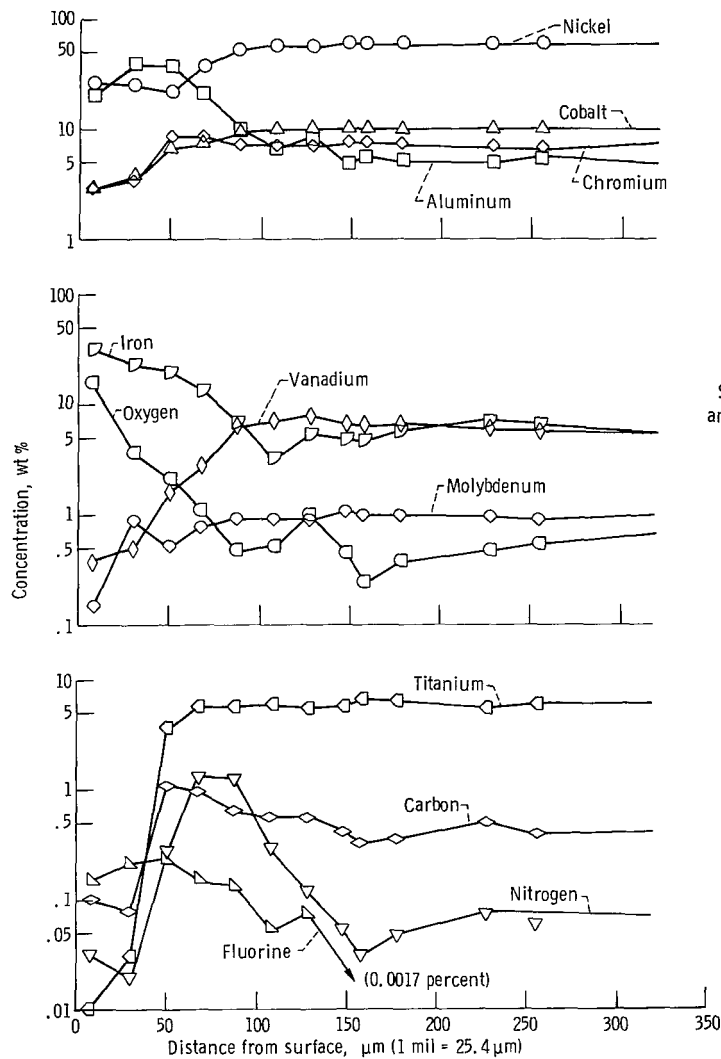 100
50
Nickel
10
Cobalt
5
Chromium
Aluminum
1
100
50
Iron
Vanadium
Oxygen
10
5
Molybdenum
1
.5
.1
Concentration, wt %
10
Titanium
5
1
Carbon
.5
.1
Nitrogen
.05
Fluorine
(0.0017 percent)
.01
0 50 100 150 200 250 300 350
Distance from surface, μm (1 mil = 25.4 μm)
an